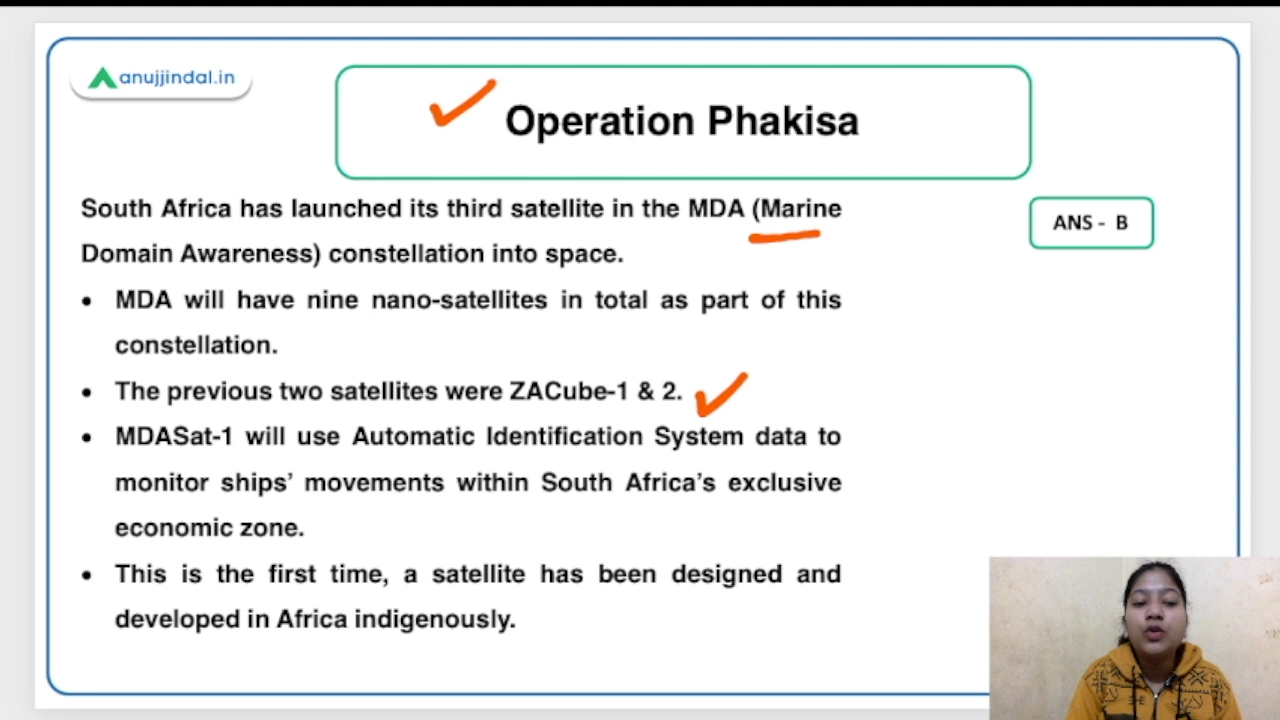 anujjindal.in
Operation Phakisa
South Africa has launched its third satellite in the MDA (Marine
Domain Awareness) constellation into space.
ANS - B
• MDA will have nine nano-satellites in total as part of this
constellation.
• The previous two satellites were ZACube-1 & 2.
• MDASat-1 will use Automatic Identification System data to
monitor ships’ movements within South Africa’s exclusive
economic zone.
• This is the first time, a satellite has been designed and
developed in Africa indigenously.